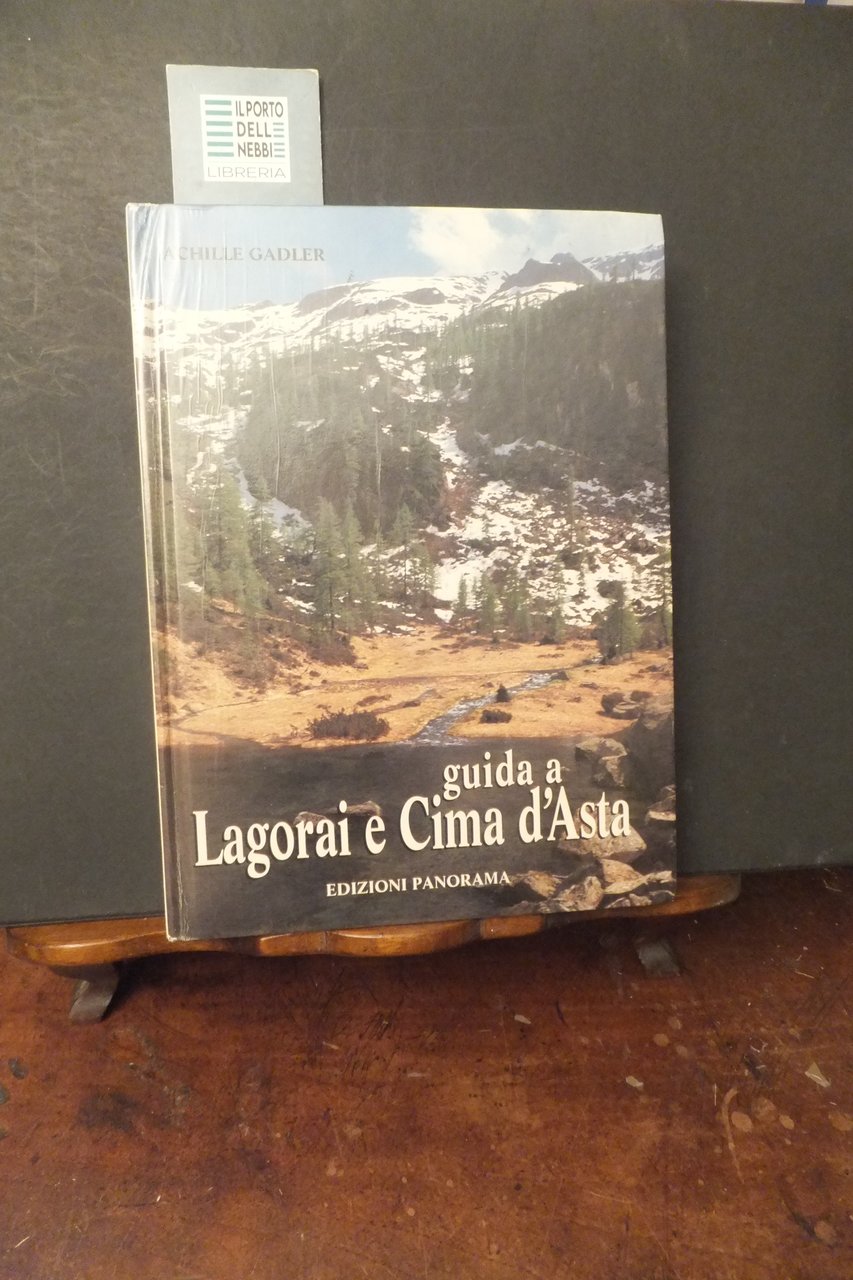 IL PORTO
DELLE
NEBBIE
LIBRERIA
ACHILLE GADLER
guida a
Lagorai e Cima d'Asta
EDIZIONI PANORAMA